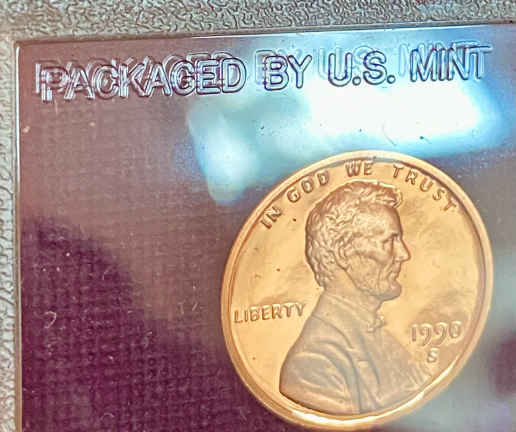 PACKAGED BY U.S. MINT
IN GOD WE TRUST
LIBERTY
1990
S